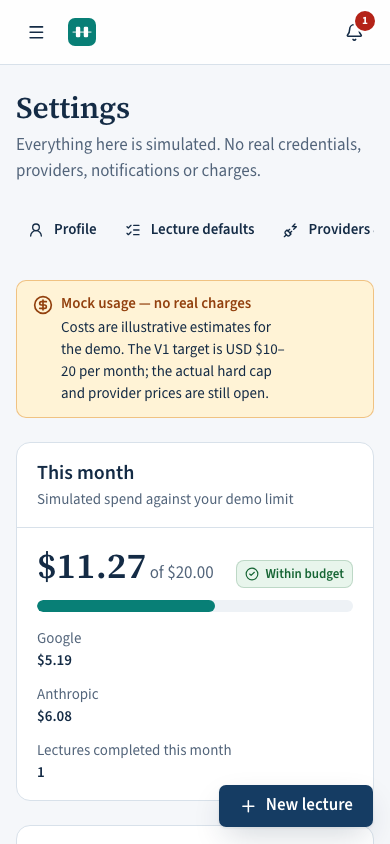 1
Settings
Everything here is simulated. No real credentials,
providers, notifications or charges.
Profile
Lecture defaults
Providers
Mock usage — no real charges
Costs are illustrative estimates for
the demo. The V1 target is USD $10–
20 per month; the actual hard cap
and provider prices are still open.
This month
Simulated spend against your demo limit
$11.27 of $20.00
Within budget
Google
$5.19
Anthropic
$6.08
Lectures completed this month
1
New lecture